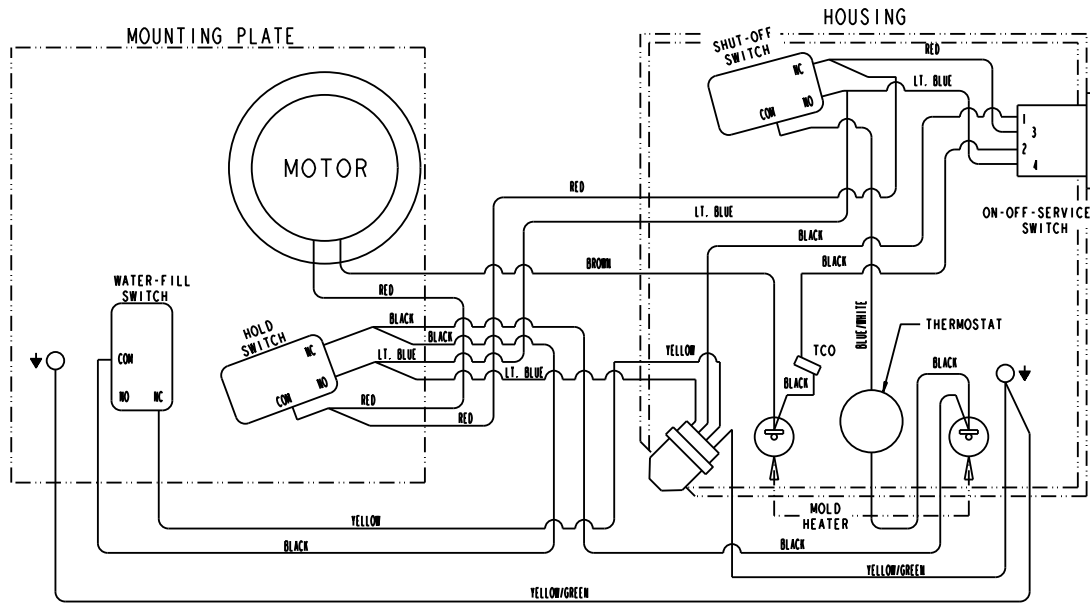 HOUSING
MOUNTING PLATE
SHUT-OFF
SWITCH
RED
NC
LT. BLUE
NO
COM
1
3
2
4
MOTOR
RED
LT. BLUE
ON-OFF-SERVICE
SWITCH
BLACK
BROWN
BLACK
WATER-FILL
SWITCH
RED
BLACK
BLUE/WHITE
THERMOSTAT
HOLD
SWITCH
BLACK
NC
COM
LT. BLUE
YELLOW
TCO
BLACK
LT. BLUE
NO
BLACK
NO
NC
COM
RED
RED
MOLD
HEATER
YELLOW
BLACK
BLACK
YELLOW/GREEN
YELLOW/GREEN